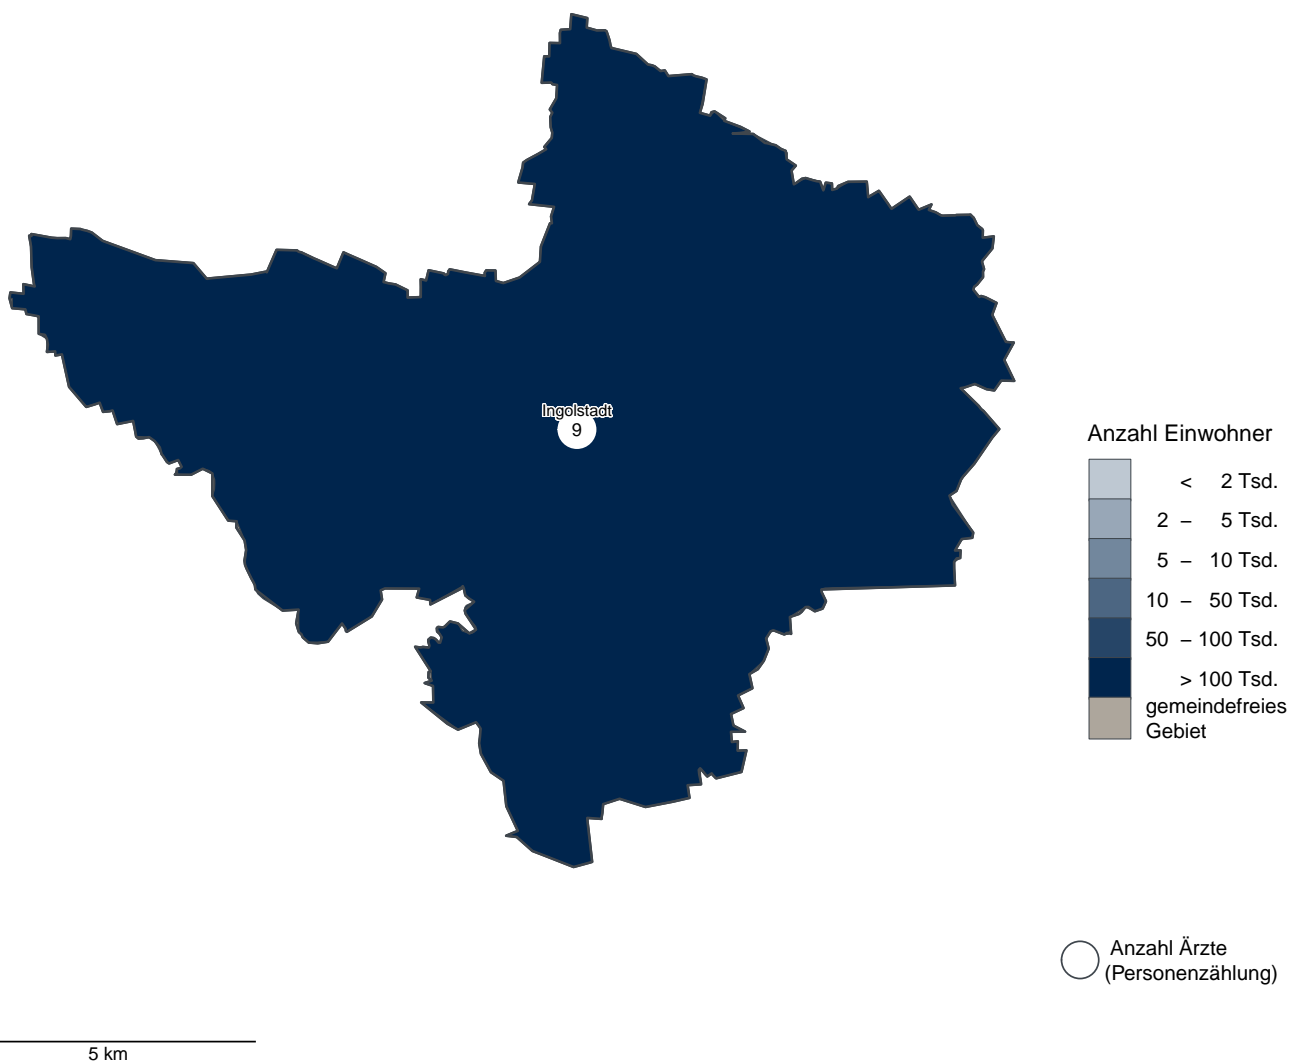 Ingolstadt
9
Anzahl Einwohner
< 2 Tsd.
2 – 5 Tsd.
5 – 10 Tsd.
10 – 50 Tsd.
50 – 100 Tsd.
> 100 Tsd.
gemeindefreies
Gebiet
Anzahl Ärzte
(Personenzählung)
5 km